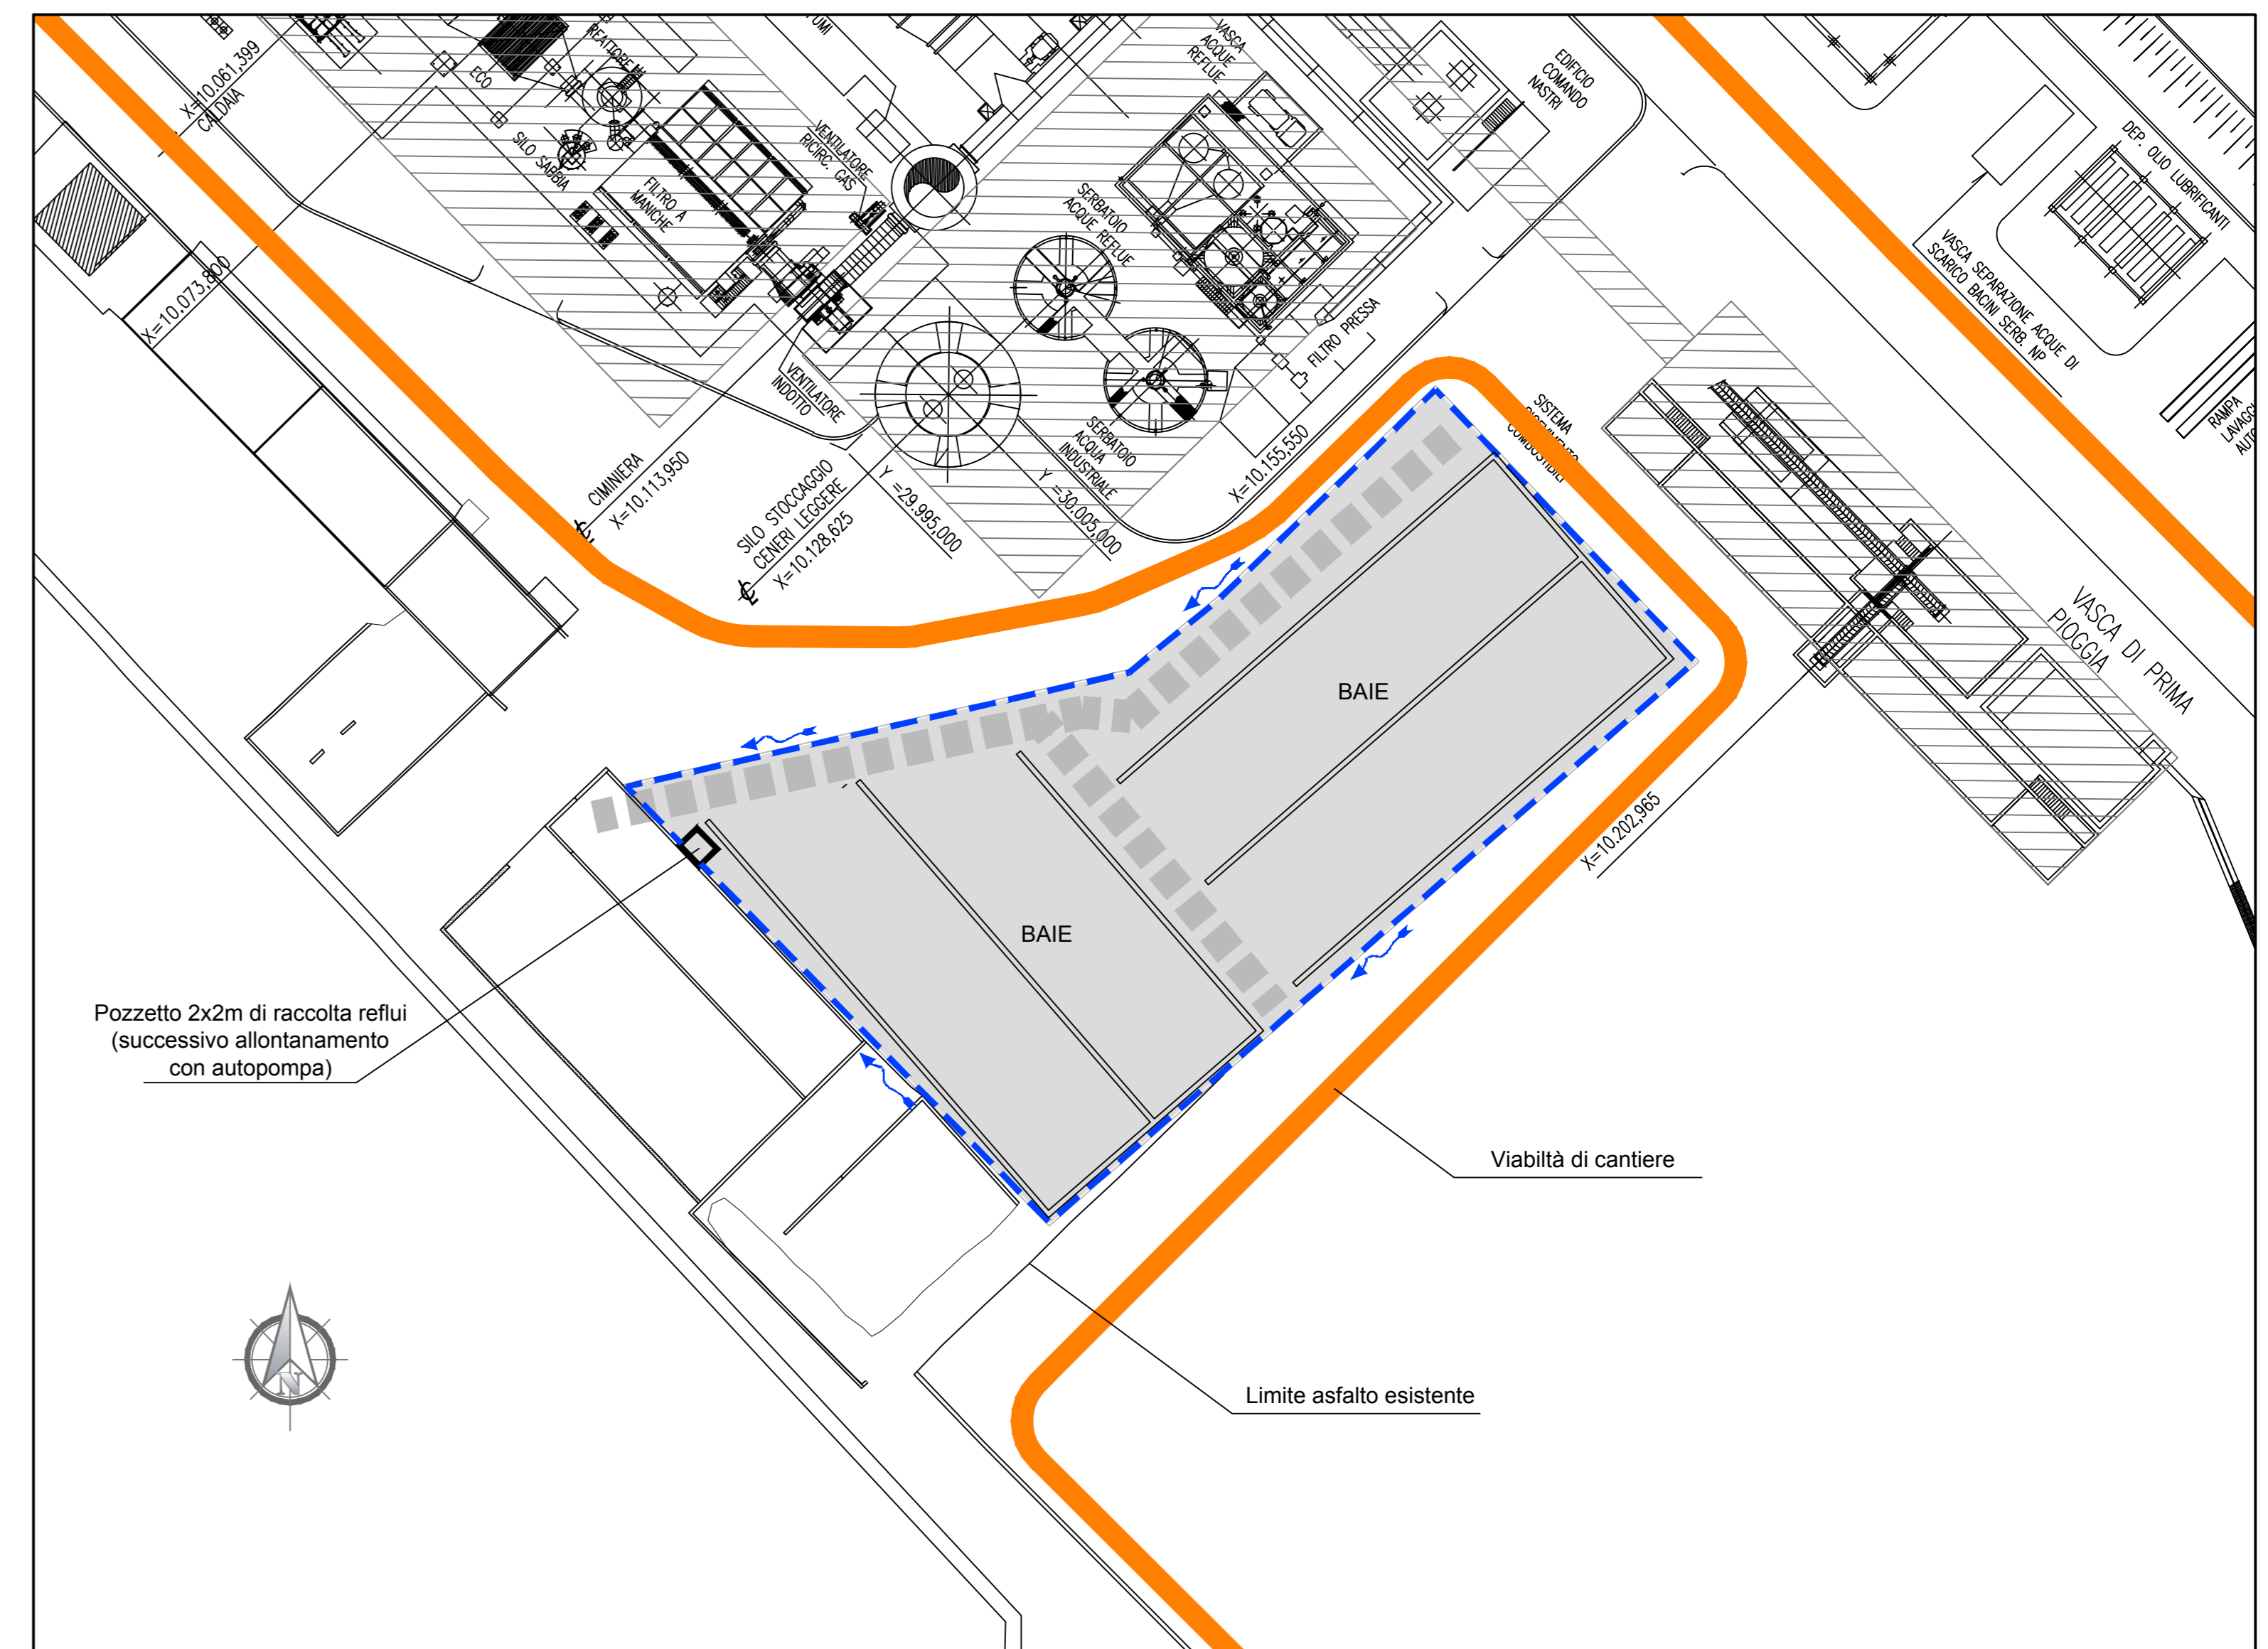 X=10.061,399
CALDAIA
X=10.073,800
ECO
REATTORE
SILO SABBIA
FILTRO A
MANICHE
FUMI
VENTILATORE
RICIRC. GAS
VASCA
ACQUE
REFLUE
SERBATOIO
ACQUE REFLUE
EDIFICIO
COMANDO
NASTRI
DEP. OLIO LUBRIFICANTI
VASCA SEPARAZIONE ACQUE DI
SCARICO BACINI SERB. NP
RAMPA
FILTRO PRESSA
VENTILATORE
INDOTTO
CIMINIERA
X=10.113,950
SILO STOCCAGGIO
CENERI LEGGERE
X=10.128,625
Y =29.995,000
Y =30.005,000
SERBATOIO
ACQUA
INDUSTRIALE
X=10.155,550
SISTEMA
VASCA DI PRIMA
PIOGGIA
BAIE
X=10.202,965
BAIE
Pozzetto 2x2m di raccolta reflui
(successivo allontanamento
con autopompa)
Viabiltà di cantiere
Limite asfalto esistente
N